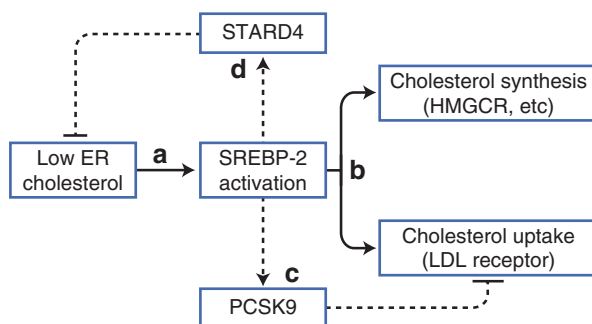 STARD4
d
Cholesterol synthesis
(HMGCR, etc)
Low ER
cholesterol
a
SREBP-2
activation
b
Cholesterol uptake
(LDL receptor)
c
PCSK9